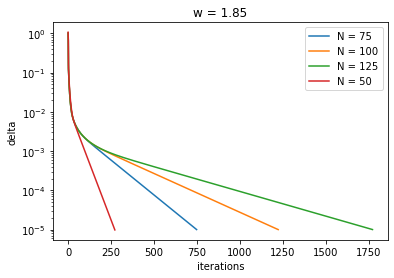 w = 1.85
N = 75
N = 100
N = 125
N = 50
delta
10⁰
10⁻¹
10⁻²
10⁻³
10⁻⁴
10⁻⁵
0 250 500 750 1000 1250 1500 1750
iterations